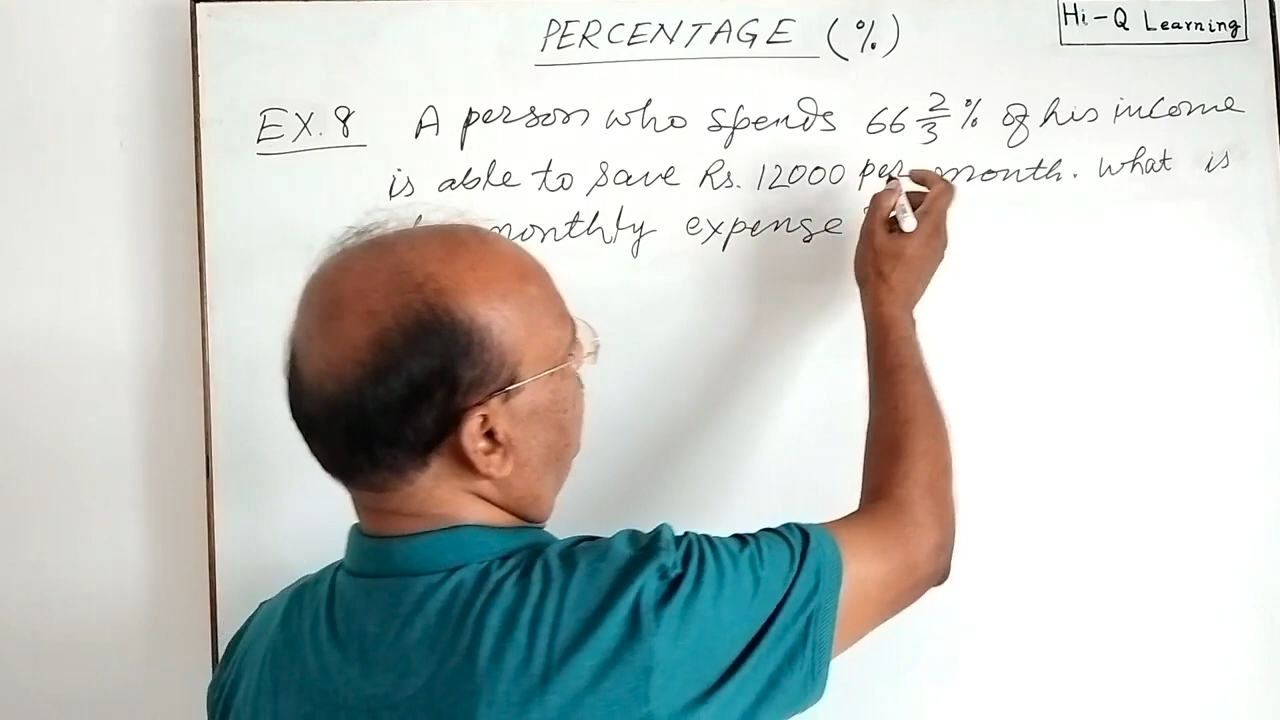 PERCENTAGE (%)
Hi-Q Learning
EX.8 A person who spends 66 2/3 % of his income
is able to save Rs. 12000 per month. What is
monthly expense